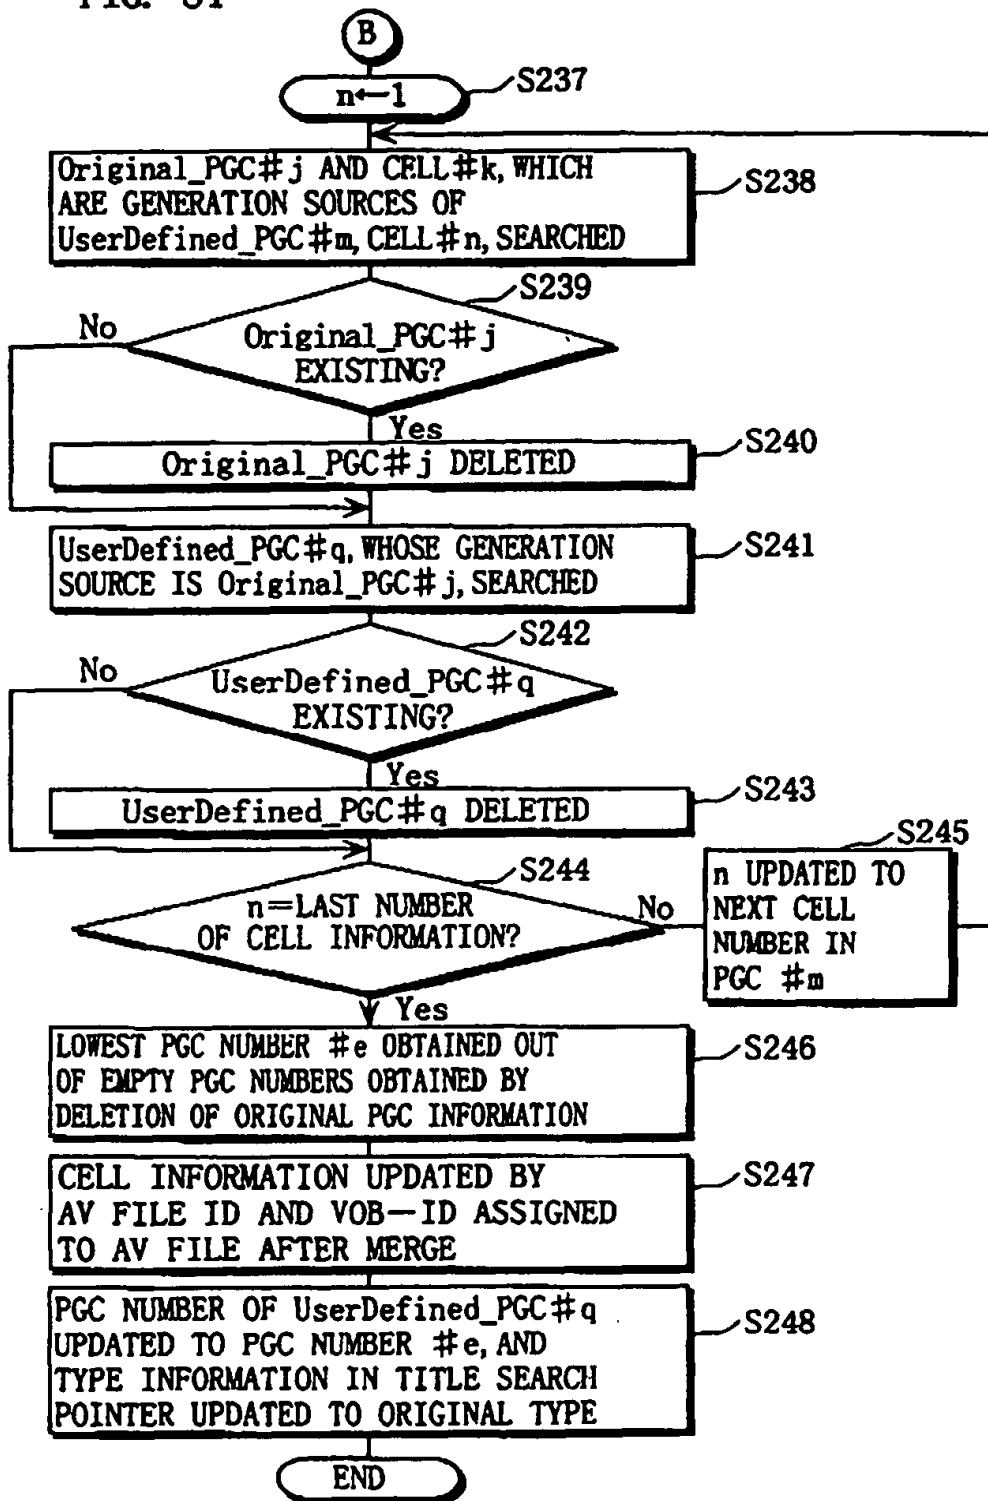 FIG. 31
B
n←1
S237
Original_PGC#j AND CELL#k, WHICH
ARE GENERATION SOURCES OF
UserDefined_PGC#m, CELL#n, SEARCHED
S238
S239
No
Original_PGC#j
EXISTING?
Yes
S240
Original_PGC#j DELETED
UserDefined_PGC#q, WHOSE GENERATION
SOURCE IS Original_PGC#j, SEARCHED
S241
S242
No
UserDefined_PGC#q
EXISTING?
Yes
S243
UserDefined_PGC#q DELETED
S244
n=LAST NUMBER
OF CELL INFORMATION?
No
S245
n UPDATED TO
NEXT CELL
NUMBER IN
PGC #m
Yes
LOWEST PGC NUMBER #e OBTAINED OUT
OF EMPTY PGC NUMBERS OBTAINED BY
DELETION OF ORIGINAL PGC INFORMATION
S246
CELL INFORMATION UPDATED BY
AV FILE ID AND VOB-ID ASSIGNED
TO AV FILE AFTER MERGE
S247
PGC NUMBER OF UserDefined_PGC#q
UPDATED TO PGC NUMBER #e, AND
TYPE INFORMATION IN TITLE SEARCH
POINTER UPDATED TO ORIGINAL TYPE
S248
END